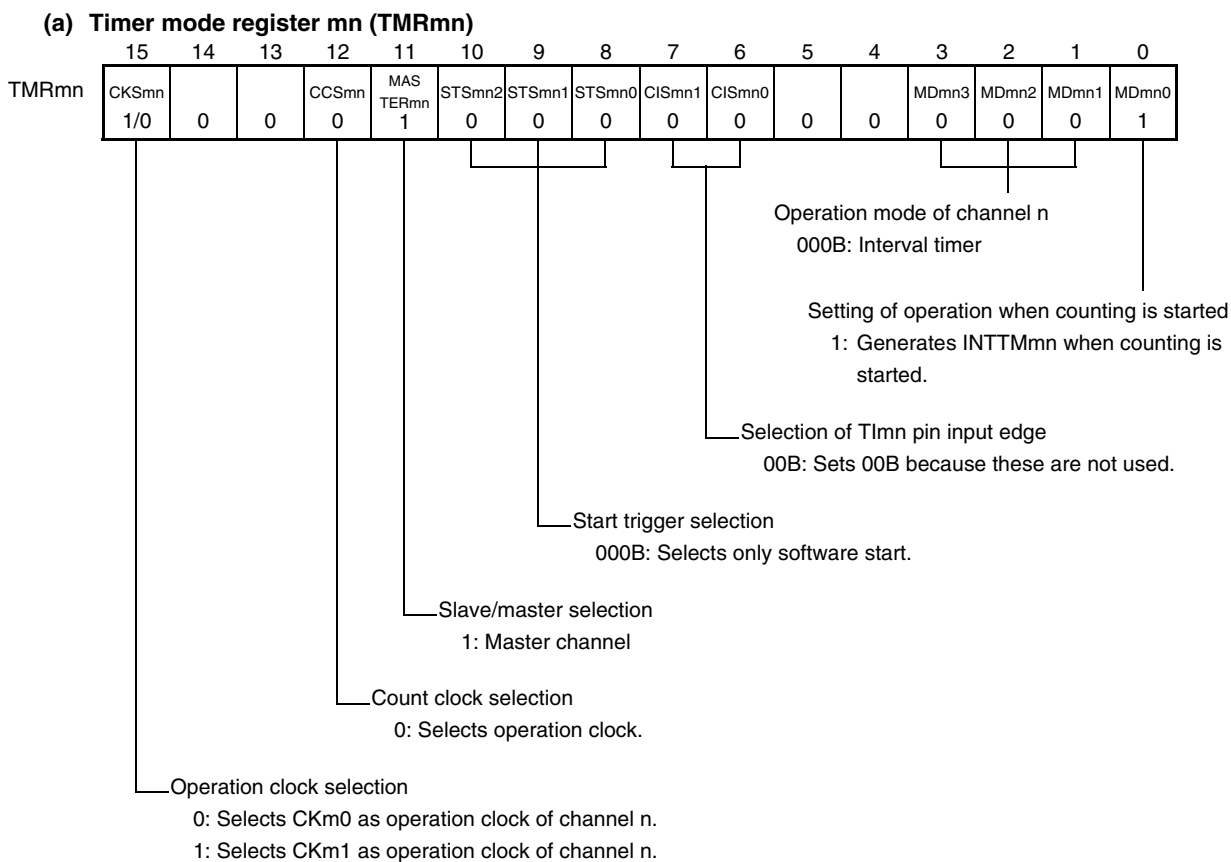 (a) Timer mode register mn (TMRmn)
15 14 13 12 11 10 9 8 7 6 5 4 3 2 1 0
TMRmn CKSmn CCSmn MAS TERmn STSmn2 STSmn1 STSmn0 CISmn1 CISmn0 MDmn3 MDmn2 MDmn1 MDmn0
1/0 0 0 0 1 0 0 0 0 0 0 0 0 0 0 1
Operation mode of channel n
000B: Interval timer
Setting of operation when counting is started
1: Generates INTTMmn when counting is
started.
Selection of TImn pin input edge
00B: Sets 00B because these are not used.
Start trigger selection
000B: Selects only software start.
Slave/master selection
1: Master channel
Count clock selection
0: Selects operation clock.
Operation clock selection
0: Selects CKm0 as operation clock of channel n.
1: Selects CKm1 as operation clock of channel n.